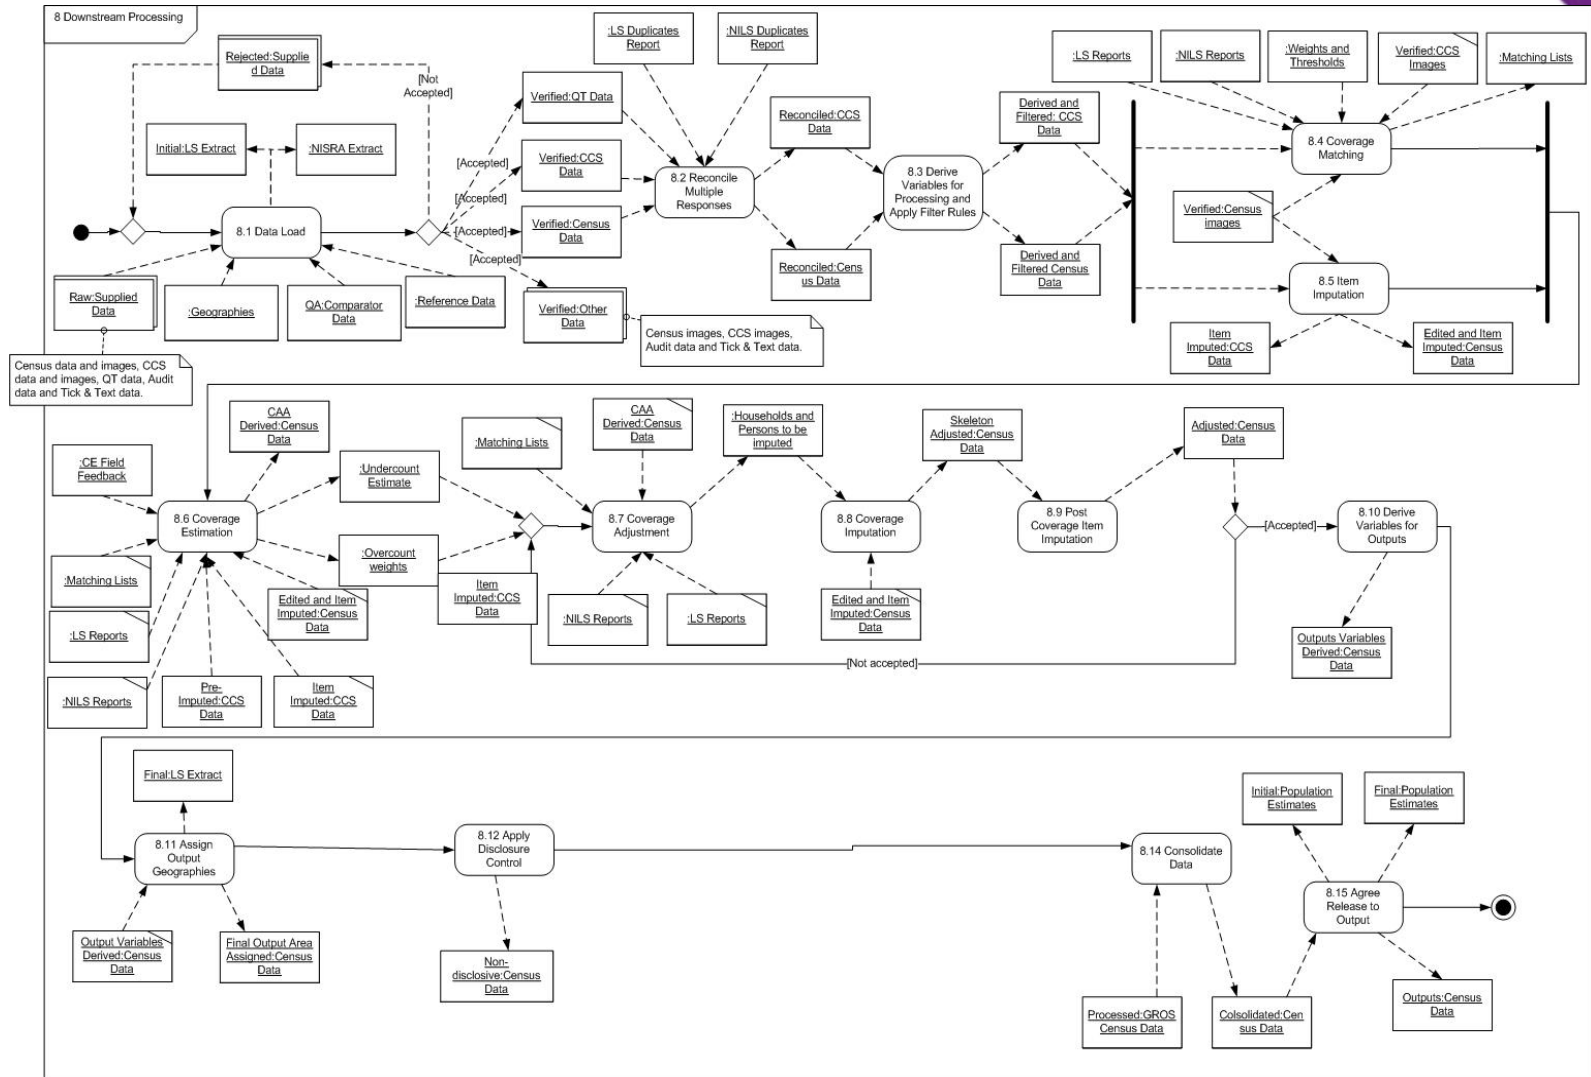 8 Downstream Processing
Rejected:Supplie
d Data
[Not
Accepted]
:LS Duplicates
Report
:NILS Duplicates
Report
:LS Reports
:NILS Reports
:Weights and
Thresholds
Verified:CCS
Images
:Matching Lists
Initial:LS Extract
:NISRA Extract
Verified:QT Data
[Accepted]
Verified:CCS
Data
[Accepted]
Verified:Census
Data
[Accepted]
[Accepted]
Verified:Other
Data
8.1 Data Load
Raw:Supplied
Data
:Geographies
QA:Comparator
Data
:Reference Data
Census data and images, CCS
data and images, QT data, Audit
data and Tick & Text data.
Census images, CCS images,
Audit data and Tick & Text data.
8.2 Reconcile
Multiple
Responses
Reconciled:CCS
Data
Reconciled:Cens
us Data
8.3 Derive
Variables for
Processing and
Apply Filter Rules
Derived and
Filtered: CCS
Data
Derived and
Filtered Census
Data
8.4 Coverage
Matching
Verified:Census
images
8.5 Item
Imputation
Item
Imputed:CCS
Data
Edited and Item
Imputed:Census
Data
:CE Field
Feedback
CAA
Derived:Census
Data
:Undercount
Estimate
8.6 Coverage
Estimation
:Overcount
weights
:Matching Lists
:LS Reports
:NILS Reports
Pre-
Imputed:CCS
Data
Item
Imputed:CCS
Data
Edited and Item
Imputed:Census
Data
Item
Imputed:CCS
Data
:Matching Lists
CAA
Derived:Census
Data
:Households and
Persons to be
imputed
8.7 Coverage
Adjustment
:NILS Reports
:LS Reports
8.8 Coverage
Imputation
Edited and Item
Imputed:Census
Data
Skeleton
Adjusted:Census
Data
8.9 Post
Coverage Item
Imputation
Adjusted:Census
Data
[Accepted]
[Not accepted]
8.10 Derive
Variables for
Outputs
Outputs Variables
Derived:Census
Data
Final:LS Extract
8.11 Assign
Output
Geographies
Output Variables
Derived:Census
Data
Final Output Area
Assigned:Census
Data
8.12 Apply
Disclosure
Control
Non-
disclosive:Census
Data
8.14 Consolidate
Data
Processed:GROS
Census Data
Colsolidated:Cen
sus Data
Initial:Population
Estimates
Final:Population
Estimates
8.15 Agree
Release to
Output
Outputs:Census
Data